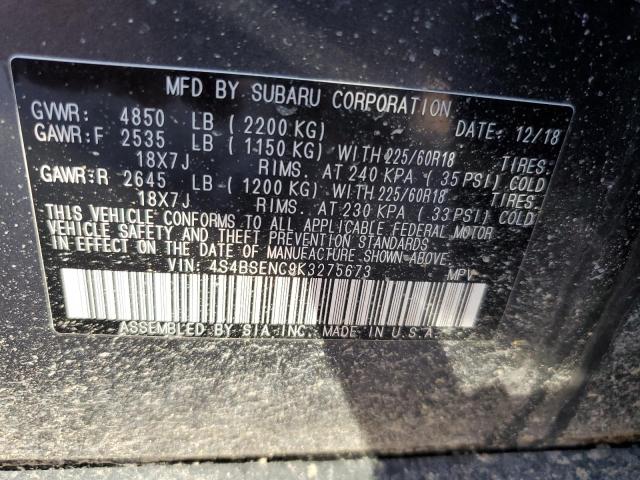 MFD BY SUBARU CORPORATION
GVWR: 4850 LB ( 2200 KG) DATE: 12/18
GAWR:F 2535 LB ( 1150 KG) WITH 225/60R18 TIRES.
18X7J RIMS. AT 240 KPA ( 35 PSI) COLD
GAWR:R 2645 LB ( 1200 KG) WITH 225/60R18 TIRES.
18X7J RIMS. AT 230 KPA ( 33 PSI) COLD
THIS VEHICLE CONFORMS TO ALL APPLICABLE FEDERAL MOTOR
VEHICLE SAFETY AND THEFT PREVENTION STANDARDS
IN EFFECT ON THE DATE OF MANUFACTURE SHOWN ABOVE.
VIN: 4S4BSENC9K3275673 MPV
ASSEMBLED BY SIA INC. MADE IN U.S.A.